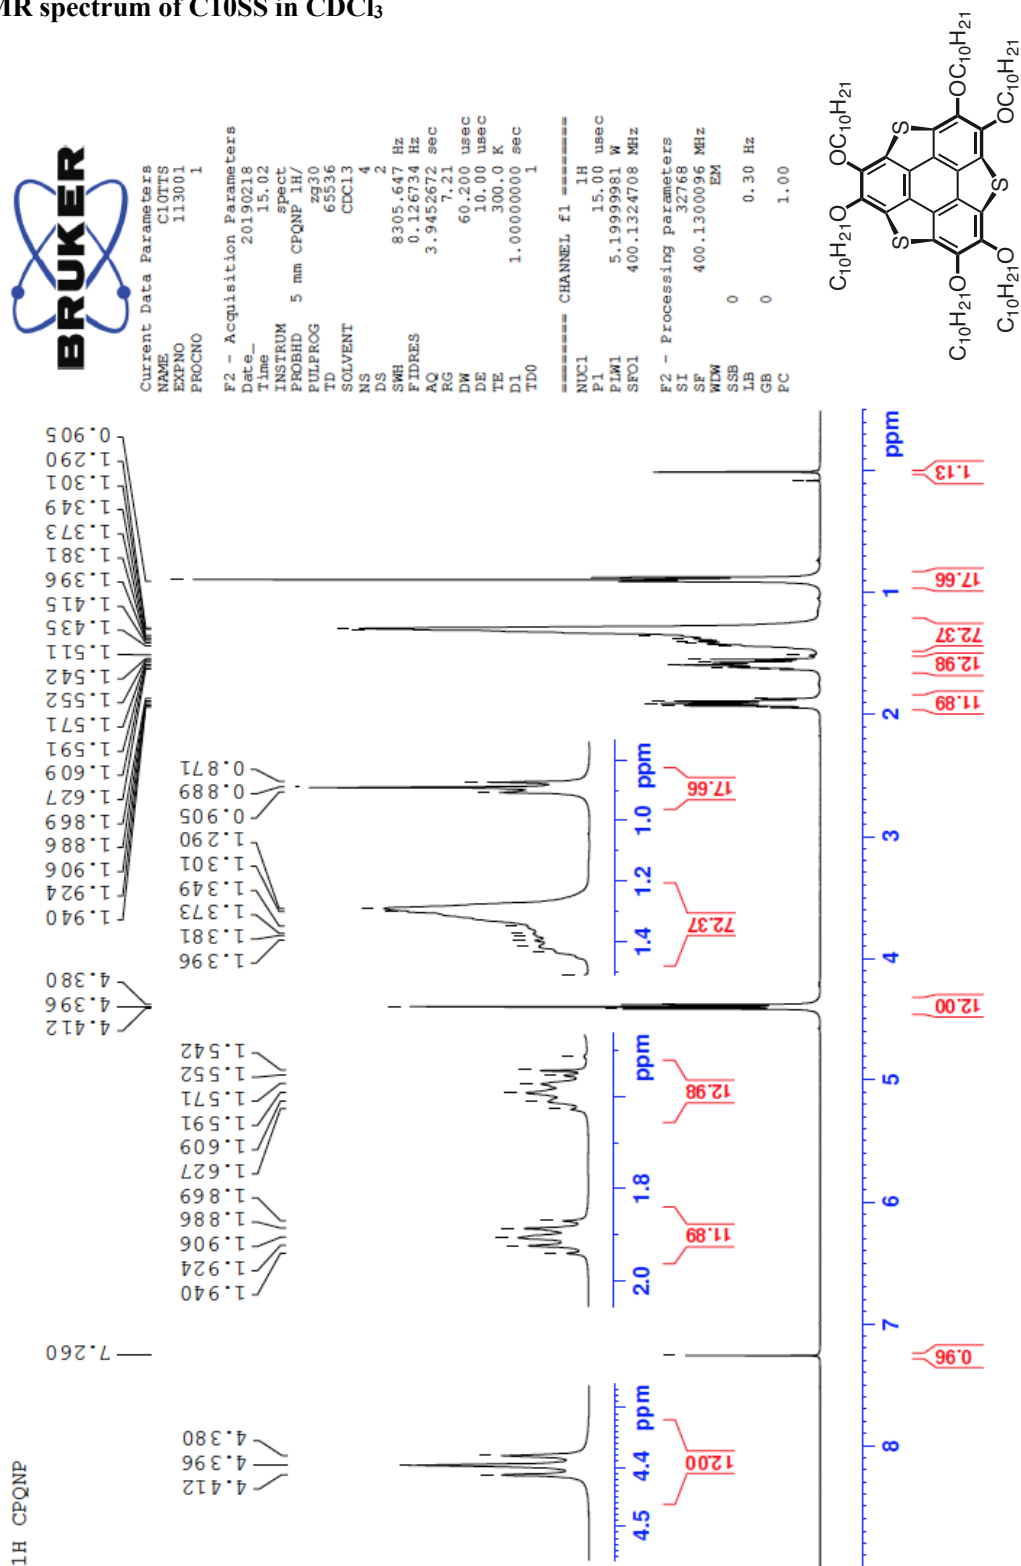 MR spectrum of C10SS in CDCl3
BRUKER
Current Data Parameters
NAME C10TTS
EXPNO 113001
PROCNO 1
F2 - Acquisition Parameters
Date_ 20190218
Time 15.02
INSTRUM spect
PROBHD 5 mm CPQNP 1H/
PULPROG zg30
TD 65536
SOLVENT CDCl3
NS 4
DS 2
SWH 8305.647 Hz
FIDRES 0.126734 Hz
AQ 3.9452672 sec
RG 7.21
DW 60.200 usec
DE 10.00 usec
TE 300.0 K
D1 1.00000000 sec
TD0 1
======== CHANNEL f1 ========
NUC1 1H
P1 15.00 usec
PLW1 5.19999981 W
SFO1 400.1324708 MHz
F2 - Processing parameters
SI 32768
SF 400.1300096 MHz
WDW EM
SSB 0
LB 0.30 Hz
GB 0
PC 1.00
C10H21O
OC10H21
S
S
S
OC10H21
OC10H21
C10H21O
C10H21O
1H CPQNP
7.260
4.412
4.396
4.380
1.940
1.924
1.906
1.886
1.869
1.627
1.609
1.591
1.571
1.552
1.542
1.511
1.435
1.415
1.396
1.381
1.373
1.349
1.301
1.290
0.905
4.412
4.396
4.380
1.940
1.924
1.906
1.886
1.869
1.627
1.609
1.591
1.571
1.552
1.542
1.396
1.381
1.373
1.349
1.301
1.290
0.905
0.889
0.871
4.5 4.4 ppm
12.00
2.0 1.8 ppm
11.89
12.98
1.4 1.2 1.0 ppm
72.37
17.66
8 7 6 5 4 3 2 1 ppm
0.96
12.00
11.89
12.98
72.37
17.66
1.13